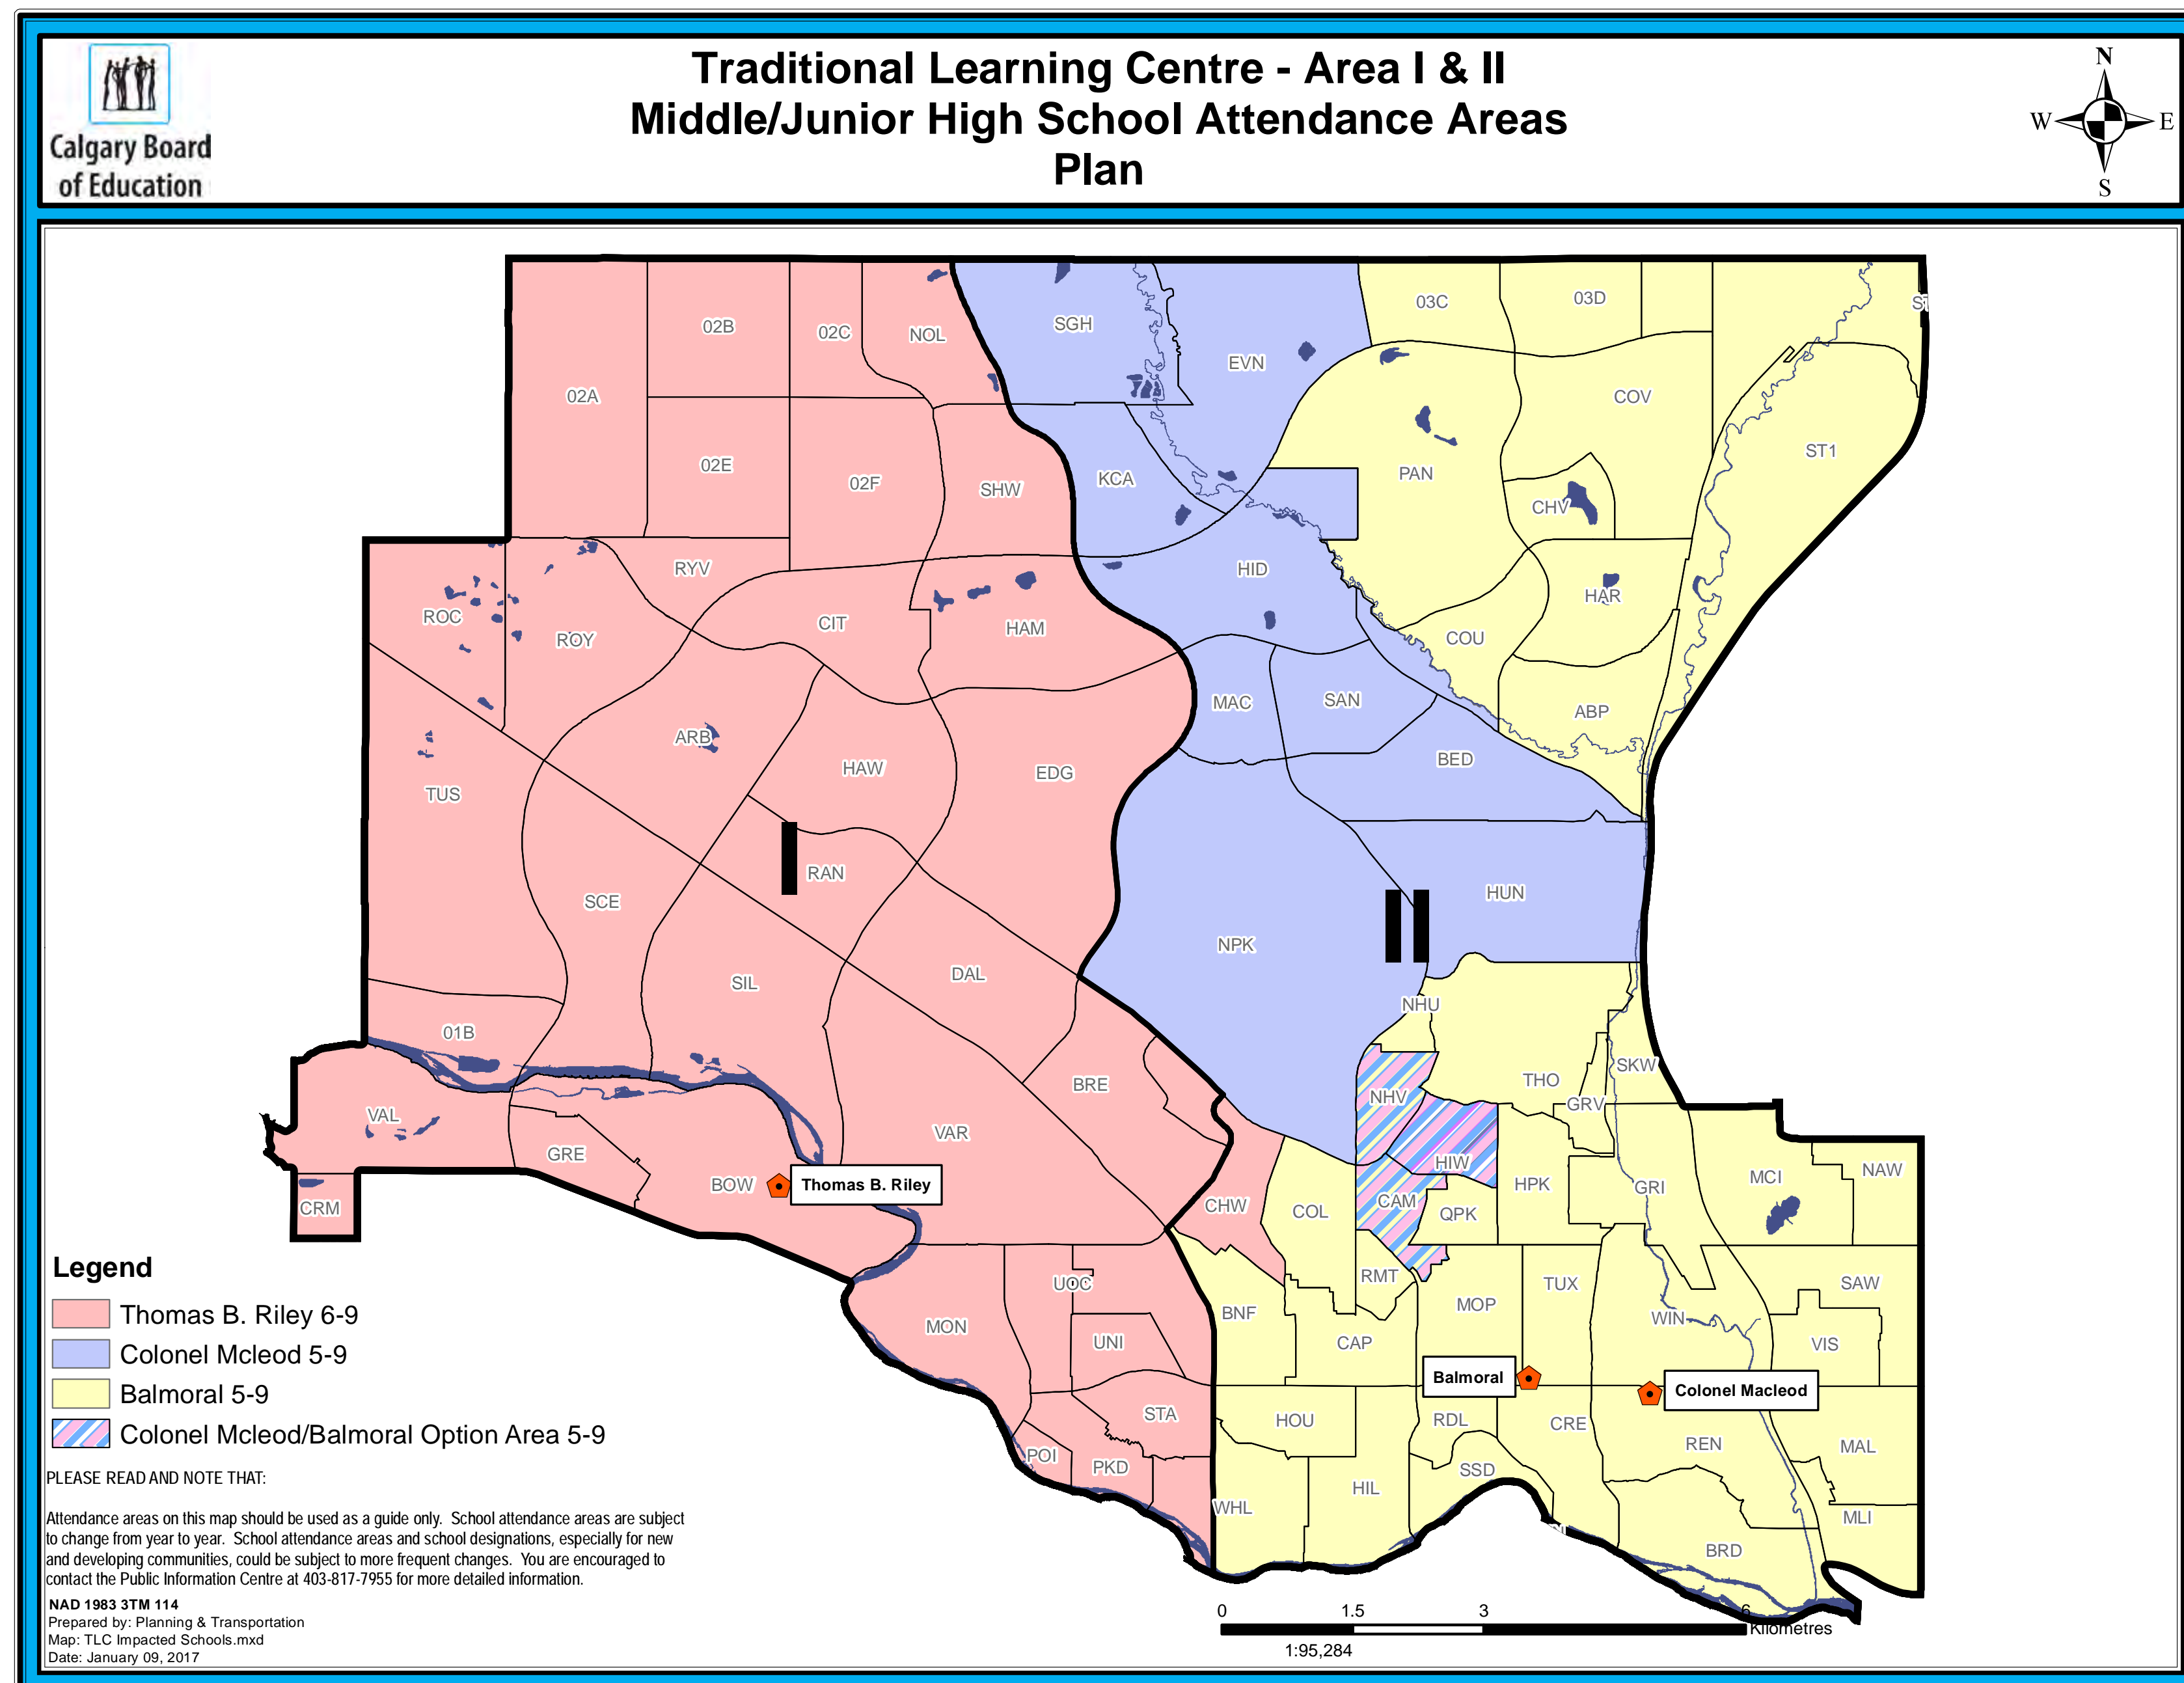 Traditional Learning Centre - Area I & II
Middle/Junior High School Attendance Areas
Plan
Calgary Board
of Education
N
W E
S
03C
03D
ST1
SGH
02B
02C
NOL
EVN
02A
COV
ST1
02E
02F
SHW
KCA
PAN
CHV
RYV
HID
HAR
ROC
CIT
HAM
ROY
COU
MAC
SAN
ABP
ARB
HAW
EDG
BED
TUS
I
RAN
SCE
II
HUN
NPK
SIL
DAL
NHU
01B
SKW
THO
BRE
NHV
GRV
VAL
VAR
GRE
HIW
MCI
NAW
BOW
Thomas B. Riley
HPK
GRI
CRM
CHW
COL
CAM
QPK
UOC
RMT
TUX
SAW
MOP
BNF
WIN
MON
UNI
CAP
VIS
Balmoral
Colonel Macleod
STA
HOU
RDL
CRE
REN
MAL
POI
PKD
SSD
HIL
WHL
MLI
BRD
Legend
Thomas B. Riley 6-9
Colonel Mcleod 5-9
Balmoral 5-9
Colonel Mcleod/Balmoral Option Area 5-9
PLEASE READ AND NOTE THAT:
Attendance areas on this map should be used as a guide only. School attendance areas are subject
to change from year to year. School attendance areas and school designations, especially for new
and developing communities, could be subject to more frequent changes. You are encouraged to
contact the Public Information Centre at 403-817-7955 for more detailed information.
NAD 1983 3TM 114
Prepared by: Planning & Transportation
Map: TLC Impacted Schools.mxd
Date: January 09, 2017
0 1.5 3 6
Kilometres
1:95,284